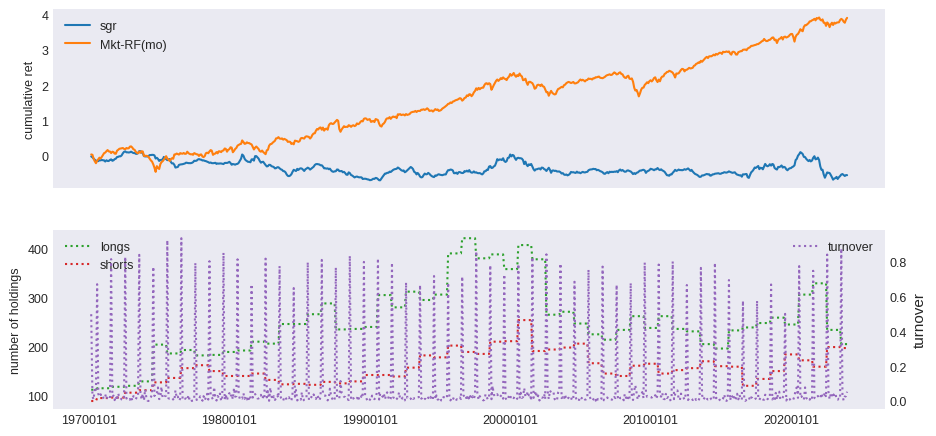 4
3
2
1
0
cumulative ret
sgr
Mkt-RF(mo)
400
300
200
100
number of holdings
longs
shorts
turnover
0.8
0.6
0.4
0.2
0.0
turnover
19700101
19800101
19900101
20000101
20100101
20200101